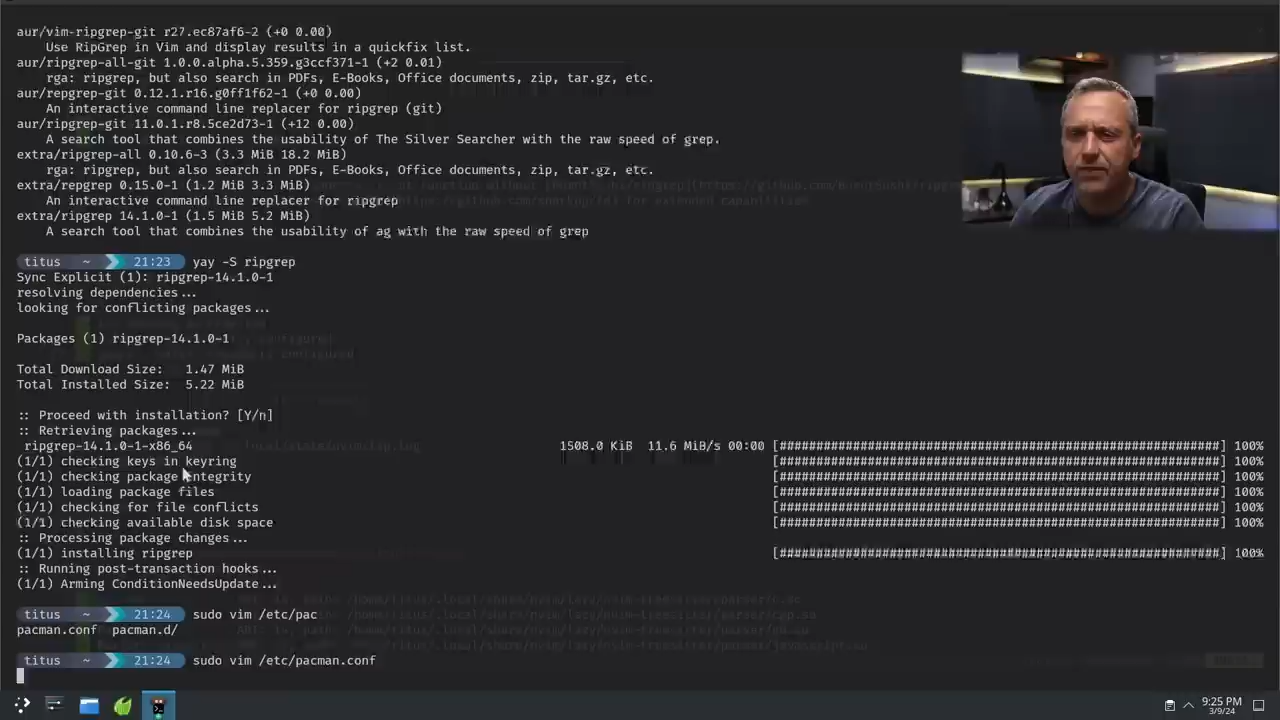 aur/vim-ripgrep-git r27.ec87af6-2 (+0 0.00)
Use RipGrep in Vim and display results in a quickfix list.
aur/ripgrep-all-git 1.0.0.alpha.5.359.g3ccf371-1 (+2 0.01)
rga: ripgrep, but also search in PDFs, E-Books, Office documents, zip, tar.gz, etc.
aur/repgrep-git 0.12.1.r16.g0ff1f62-1 (+0 0.00)
An interactive command line replacer for ripgrep (git)
aur/ripgrep-git 11.0.1.r8.5ce2d73-1 (+12 0.00)
A search tool that combines the usability of The Silver Searcher with the raw speed of grep.
extra/ripgrep-all 0.10.6-3 (3.3 MiB 18.2 MiB)
rga: ripgrep, but also search in PDFs, E-Books, Office documents, zip, tar.gz, etc.
extra/repgrep 0.15.0-1 (1.2 MiB 3.3 MiB)
An interactive command line replacer for ripgrep
extra/ripgrep 14.1.0-1 (1.5 MiB 5.2 MiB)
A search tool that combines the usability of ag with the raw speed of grep
titus ~ 21:23 yay -S ripgrep
Sync Explicit (1): ripgrep-14.1.0-1
resolving dependencies...
looking for conflicting packages...
Packages (1) ripgrep-14.1.0-1
Total Download Size: 1.47 MiB
Total Installed Size: 5.22 MiB
:: Proceed with installation? [Y/n]
:: Retrieving packages...
ripgrep-14.1.0-1-x86_64 1508.0 KiB 11.6 MiB/s 00:00 [############################################################] 100%
(1/1) checking keys in keyring [############################################################] 100%
(1/1) checking package integrity [############################################################] 100%
(1/1) loading package files [############################################################] 100%
(1/1) checking for file conflicts [############################################################] 100%
(1/1) checking available disk space [############################################################] 100%
:: Processing package changes...
(1/1) installing ripgrep [############################################################] 100%
:: Running post-transaction hooks...
(1/1) Arming ConditionNeedsUpdate...
titus ~ 21:24 sudo vim /etc/pac
pacman.conf pacman.d/
titus ~ 21:24 sudo vim /etc/pacman.conf
9:25 PM
3/9/24